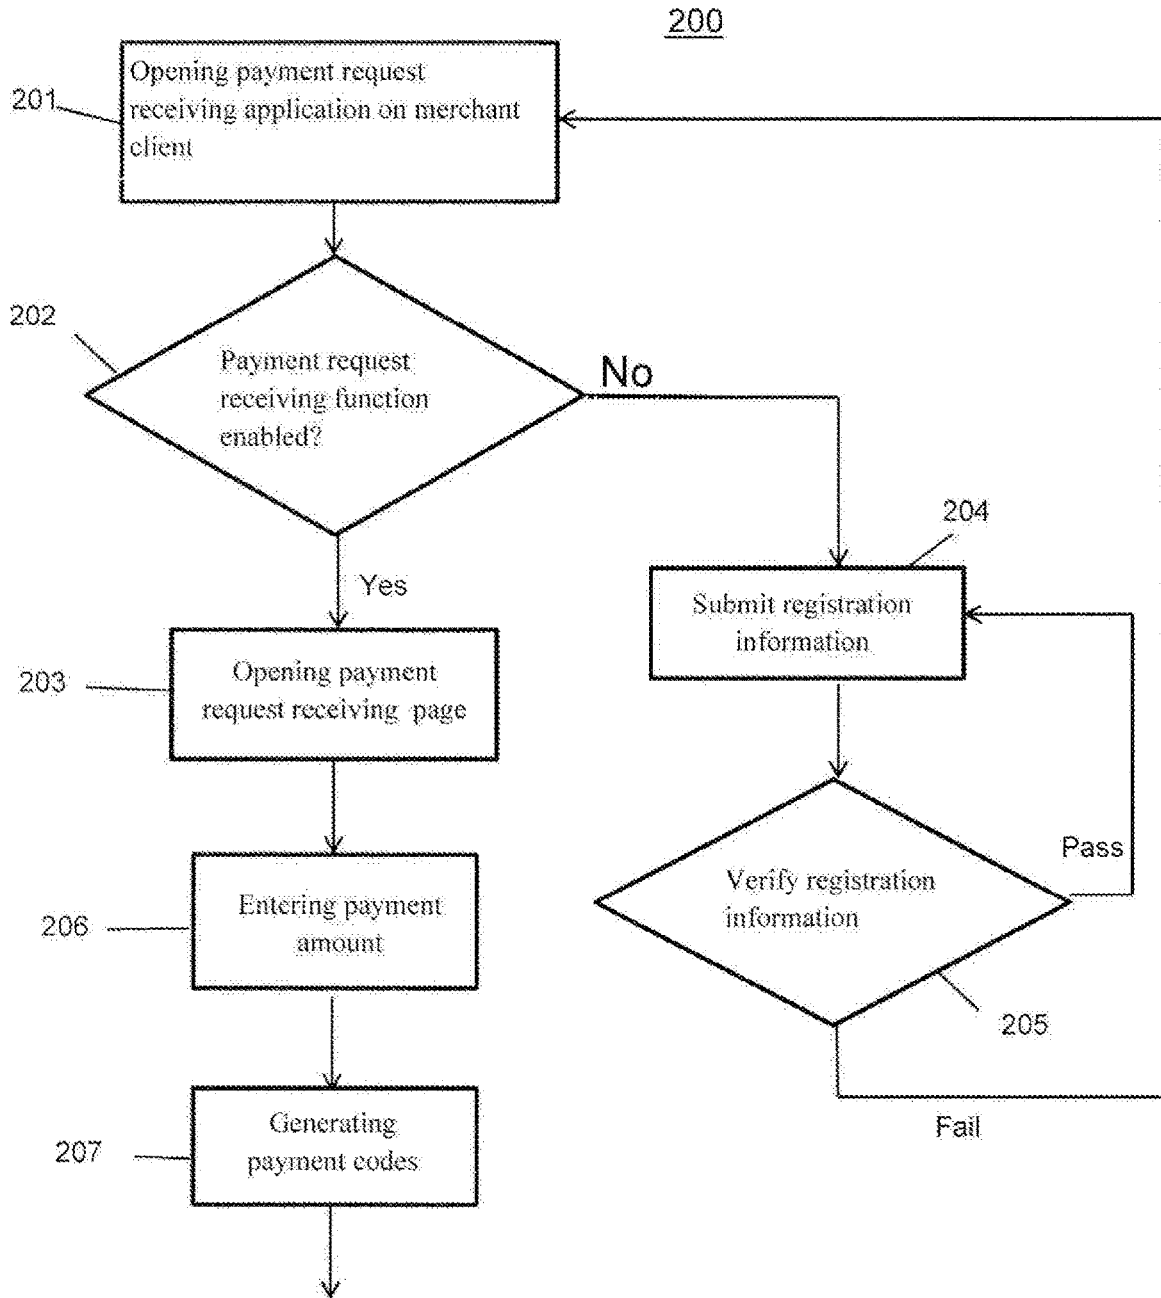 200
201
Opening payment request
receiving application on merchant
client
202
Payment request
receiving function
enabled?
No
Yes
204
Submit registration
information
203
Opening payment
request receiving page
Pass
Verify registration
information
206
Entering payment
amount
205
Fail
207
Generating
payment codes